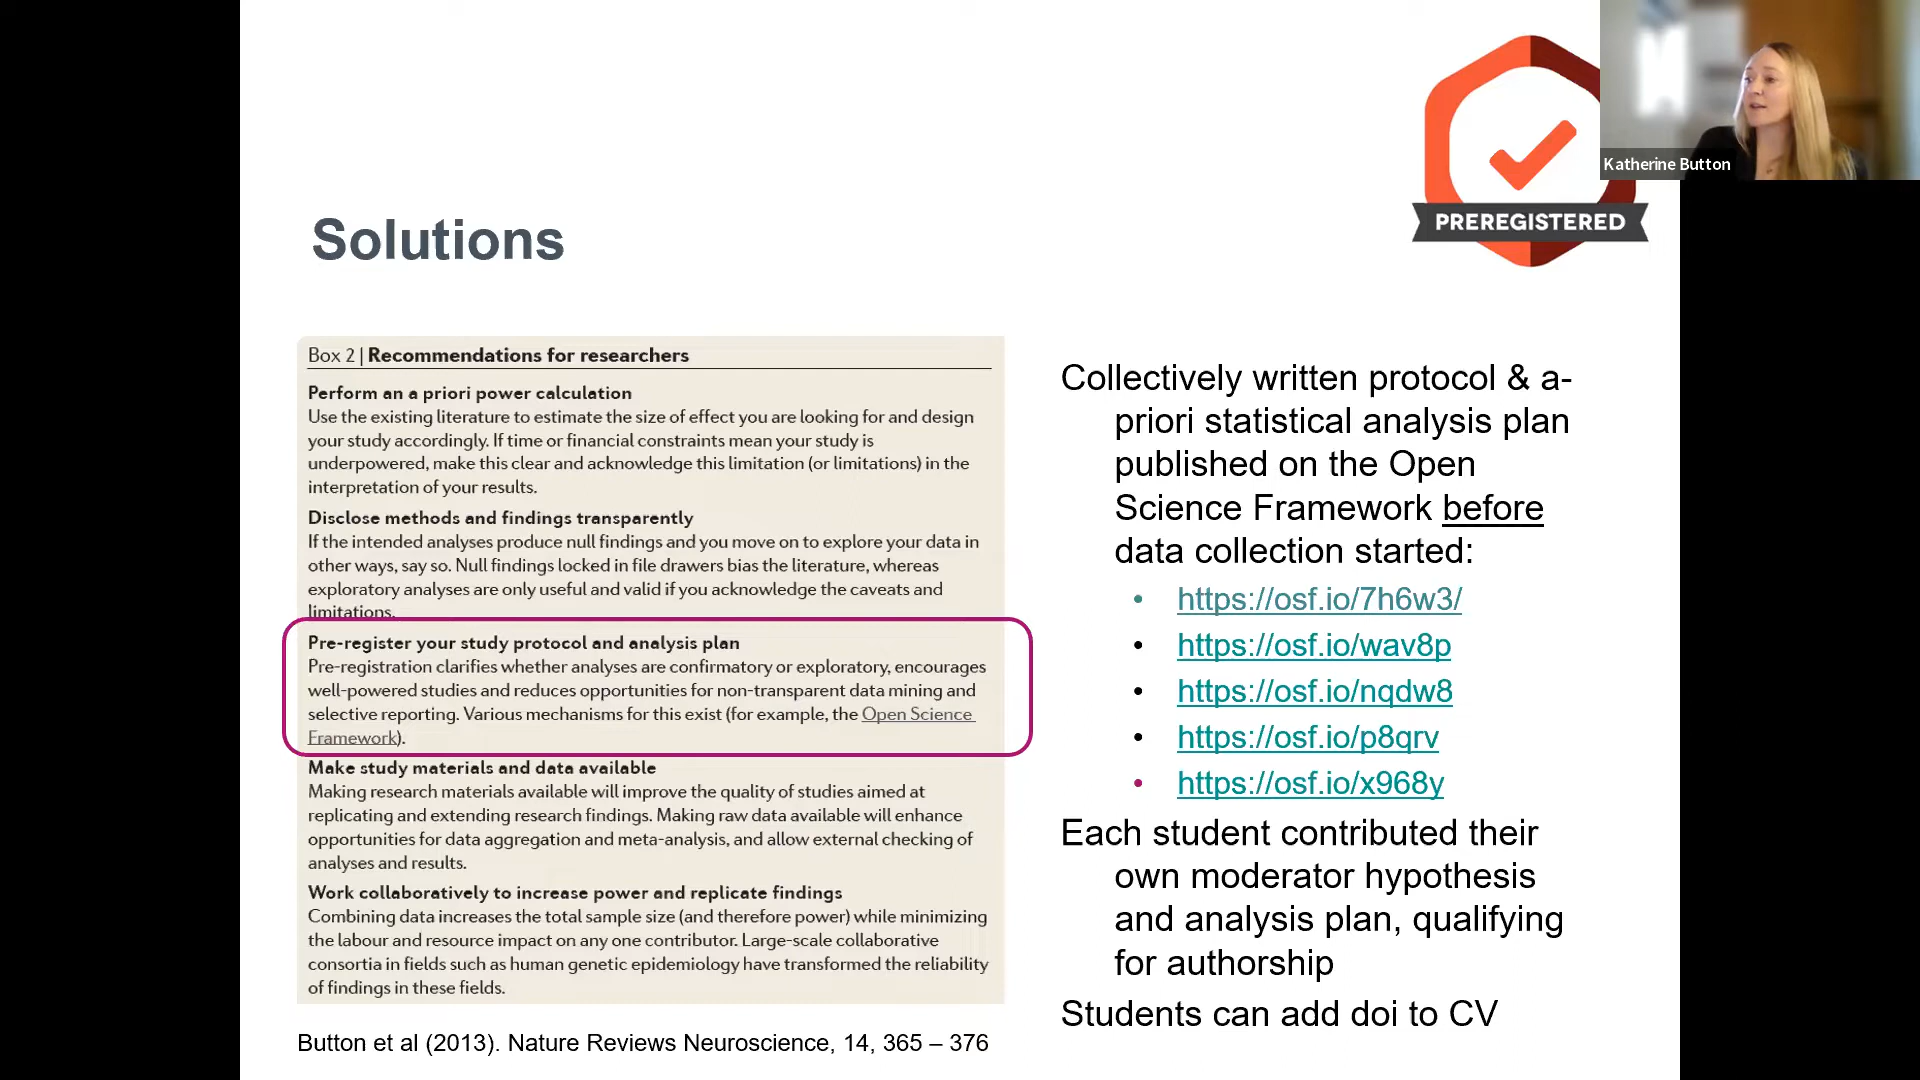 Katherine Button
PREREGISTERED
Solutions
Box 2 | Recommendations for researchers
Perform an a priori power calculation
Use the existing literature to estimate the size of effect you are looking for and design
your study accordingly. If time or financial constraints mean your study is
underpowered, make this clear and acknowledge this limitation (or limitations) in the
interpretation of your results.
Disclose methods and findings transparently
If the intended analyses produce null findings and you move on to explore your data in
other ways, say so. Null findings locked in file drawers bias the literature, whereas
exploratory analyses are only useful and valid if you acknowledge the caveats and
limitations.
Pre-register your study protocol and analysis plan
Pre-registration clarifies whether analyses are confirmatory or exploratory, encourages
well-powered studies and reduces opportunities for non-transparent data mining and
selective reporting. Various mechanisms for this exist (for example, the Open Science
Framework).
Make study materials and data available
Making research materials available will improve the quality of studies aimed at
replicating and extending research findings. Making raw data available will enhance
opportunities for data aggregation and meta-analysis, and allow external checking of
analyses and results.
Work collaboratively to increase power and replicate findings
Combining data increases the total sample size (and therefore power) while minimizing
the labour and resource impact on any one contributor. Large-scale collaborative
consortia in fields such as human genetic epidemiology have transformed the reliability
of findings in these fields.
Button et al (2013). Nature Reviews Neuroscience, 14, 365 – 376
Collectively written protocol & a-
priori statistical analysis plan
published on the Open
Science Framework before
data collection started:
• https://osf.io/7h6w3/
• https://osf.io/wav8p
• https://osf.io/nqdw8
• https://osf.io/p8qrv
• https://osf.io/x968y
Each student contributed their
own moderator hypothesis
and analysis plan, qualifying
for authorship
Students can add doi to CV